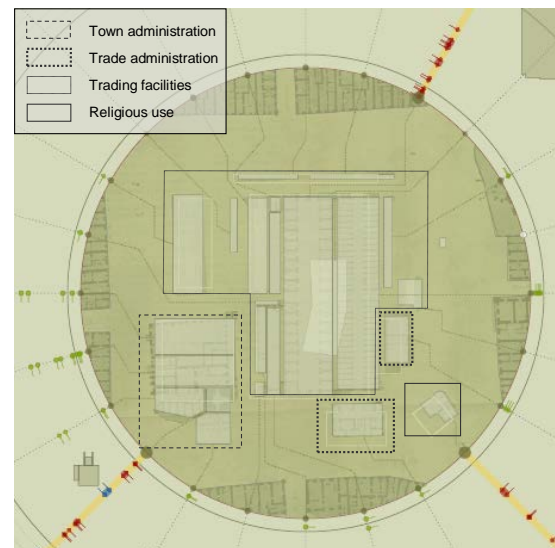 Town administration
Trade administration
Trading facilities
Religious use